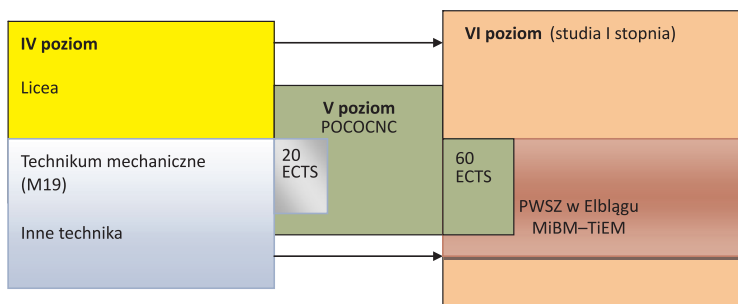 IV poziom
Licea
Technikum mechaniczne
(M19)
Inne technika
V poziom
POCOCNC
20
ECTS
VI poziom (studia I stopnia)
60
ECTS
PWSZ w Elblągu
MiBM–TiEM